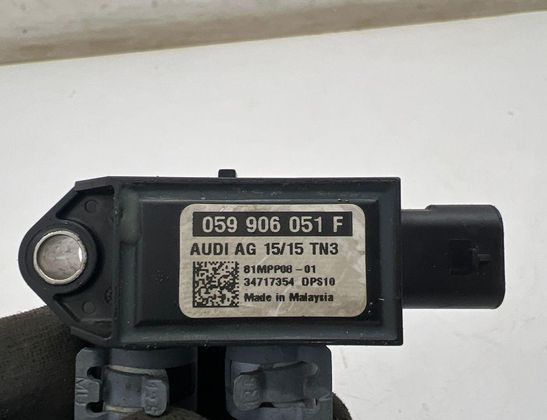 059 906 051 F
AUDI AG 15/15 TN3
81MPP08-01
34717354 DPS10
Made in Malaysia